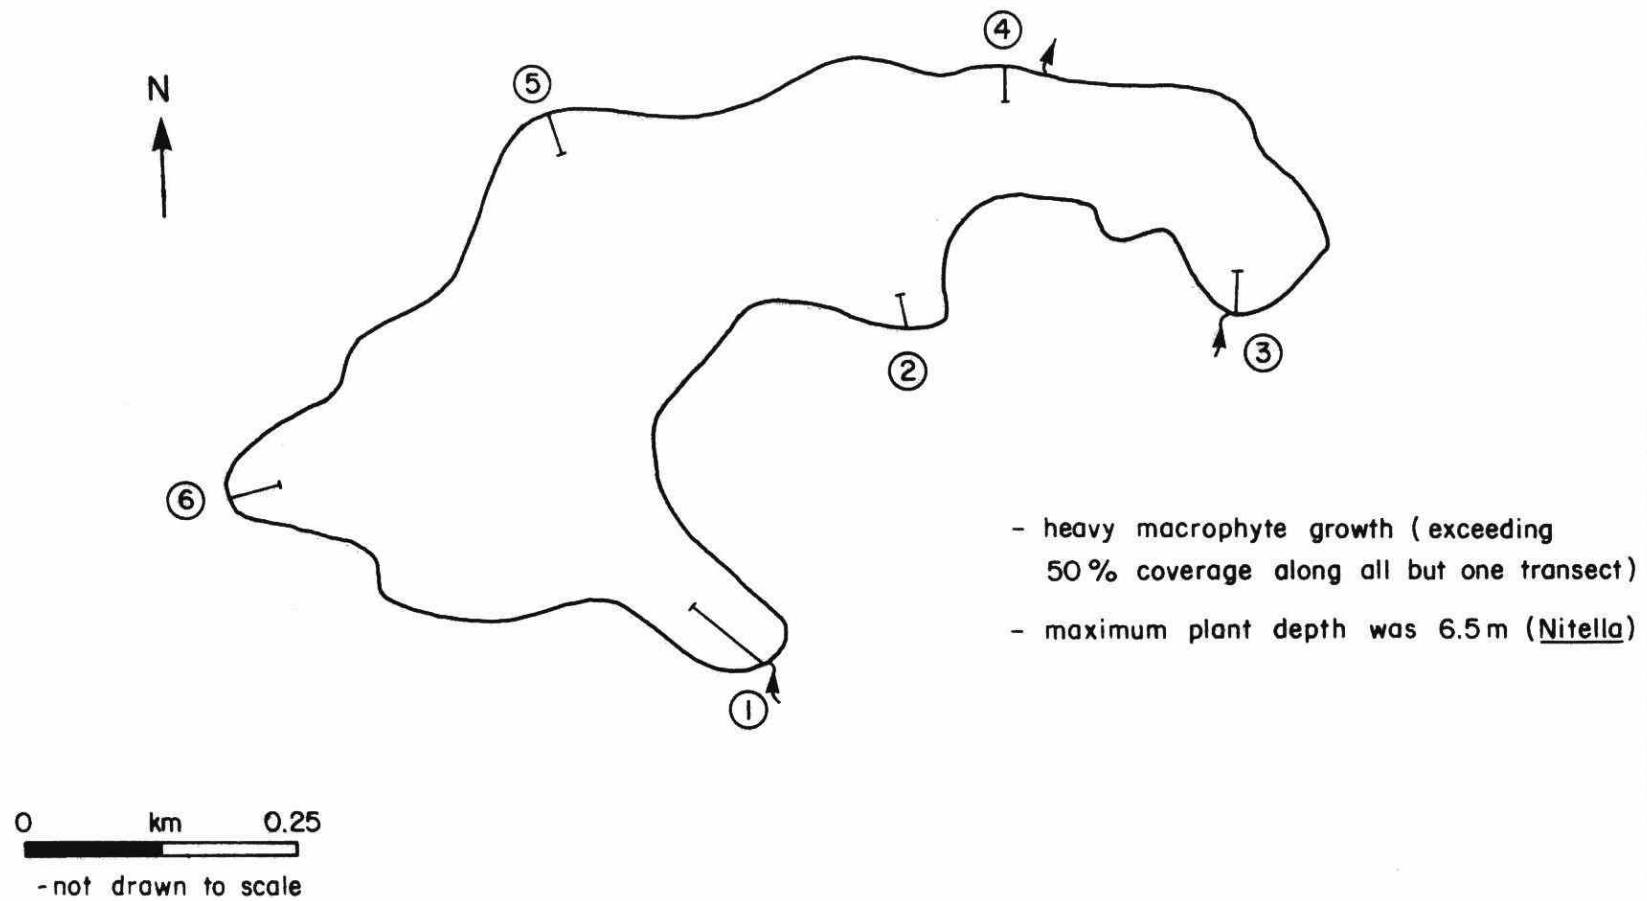 4
5
N
2
3
6
- heavy macrophyte growth (exceeding
50% coverage along all but one transect)
- maximum plant depth was 6.5m (Nitella)
1
0 km 0.25
-not drawn to scale